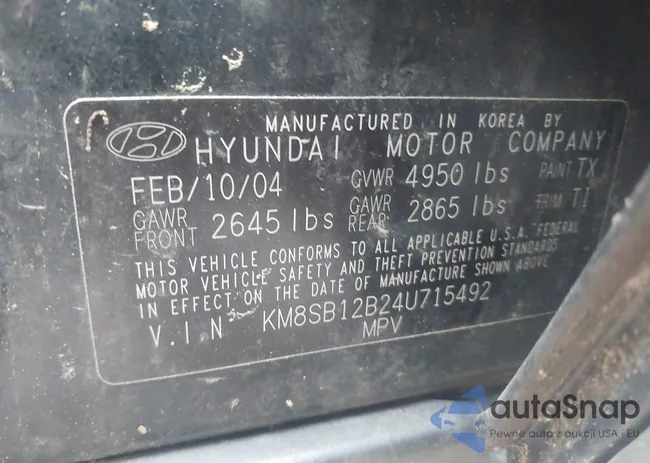 MANUFACTURED IN KOREA BY
HYUNDAI MOTOR COMPANY
FEB/10/04 GVWR 4950 lbs PAINT TX
GAWR FRONT 2645 lbs GAWR REAR 2865 lbs TRIM TI
THIS VEHICLE CONFORMS TO ALL APPLICABLE U.S.A. FEDERAL
MOTOR VEHICLE SAFETY AND THEFT PREVENTION STANDARDS
IN EFFECT ON THE DATE OF MANUFACTURE SHOWN ABOVE
V.I.N KM8SB12B24U715492
MPV
autaSnap
Pewne auta z aukcji USA i EU